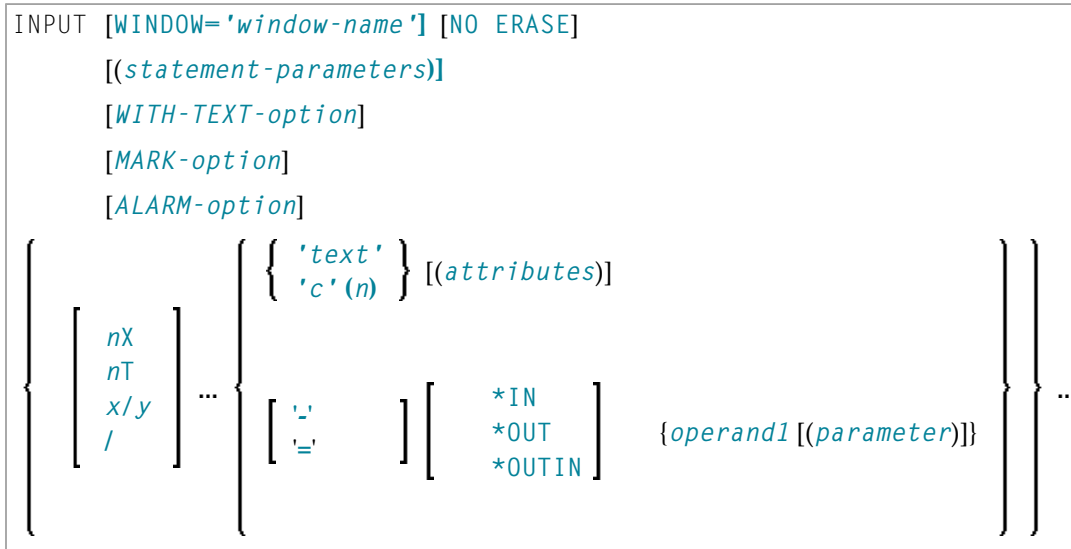 INPUT [WINDOW='window-name'] [NO ERASE]
[(statement-parameters)]
[WITH-TEXT-option]
[MARK-option]
[ALARM-option]
{ [ nX nT x/y / ] ... { { 'text' 'c'(n) } [(attributes)]
[ '-' '=' ] [ *IN *OUT *OUTIN ] {operand1 [(parameter)]} } } ..